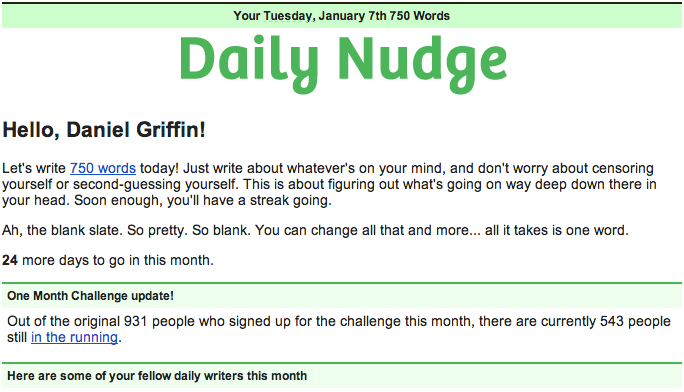 Your Tuesday, January 7th 750 Words
Daily Nudge
Hello, Daniel Griffin!
Let's write 750 words today! Just write about whatever's on your mind, and don't worry about censoring
yourself or second-guessing yourself. This is about figuring out what's going on way deep down there in
your head. Soon enough, you'll have a streak going.
Ah, the blank slate. So pretty. So blank. You can change all that and more... all it takes is one word.
24 more days to go in this month.
One Month Challenge update!
Out of the original 931 people who signed up for the challenge this month, there are currently 543 people
still in the running.
Here are some of your fellow daily writers this month